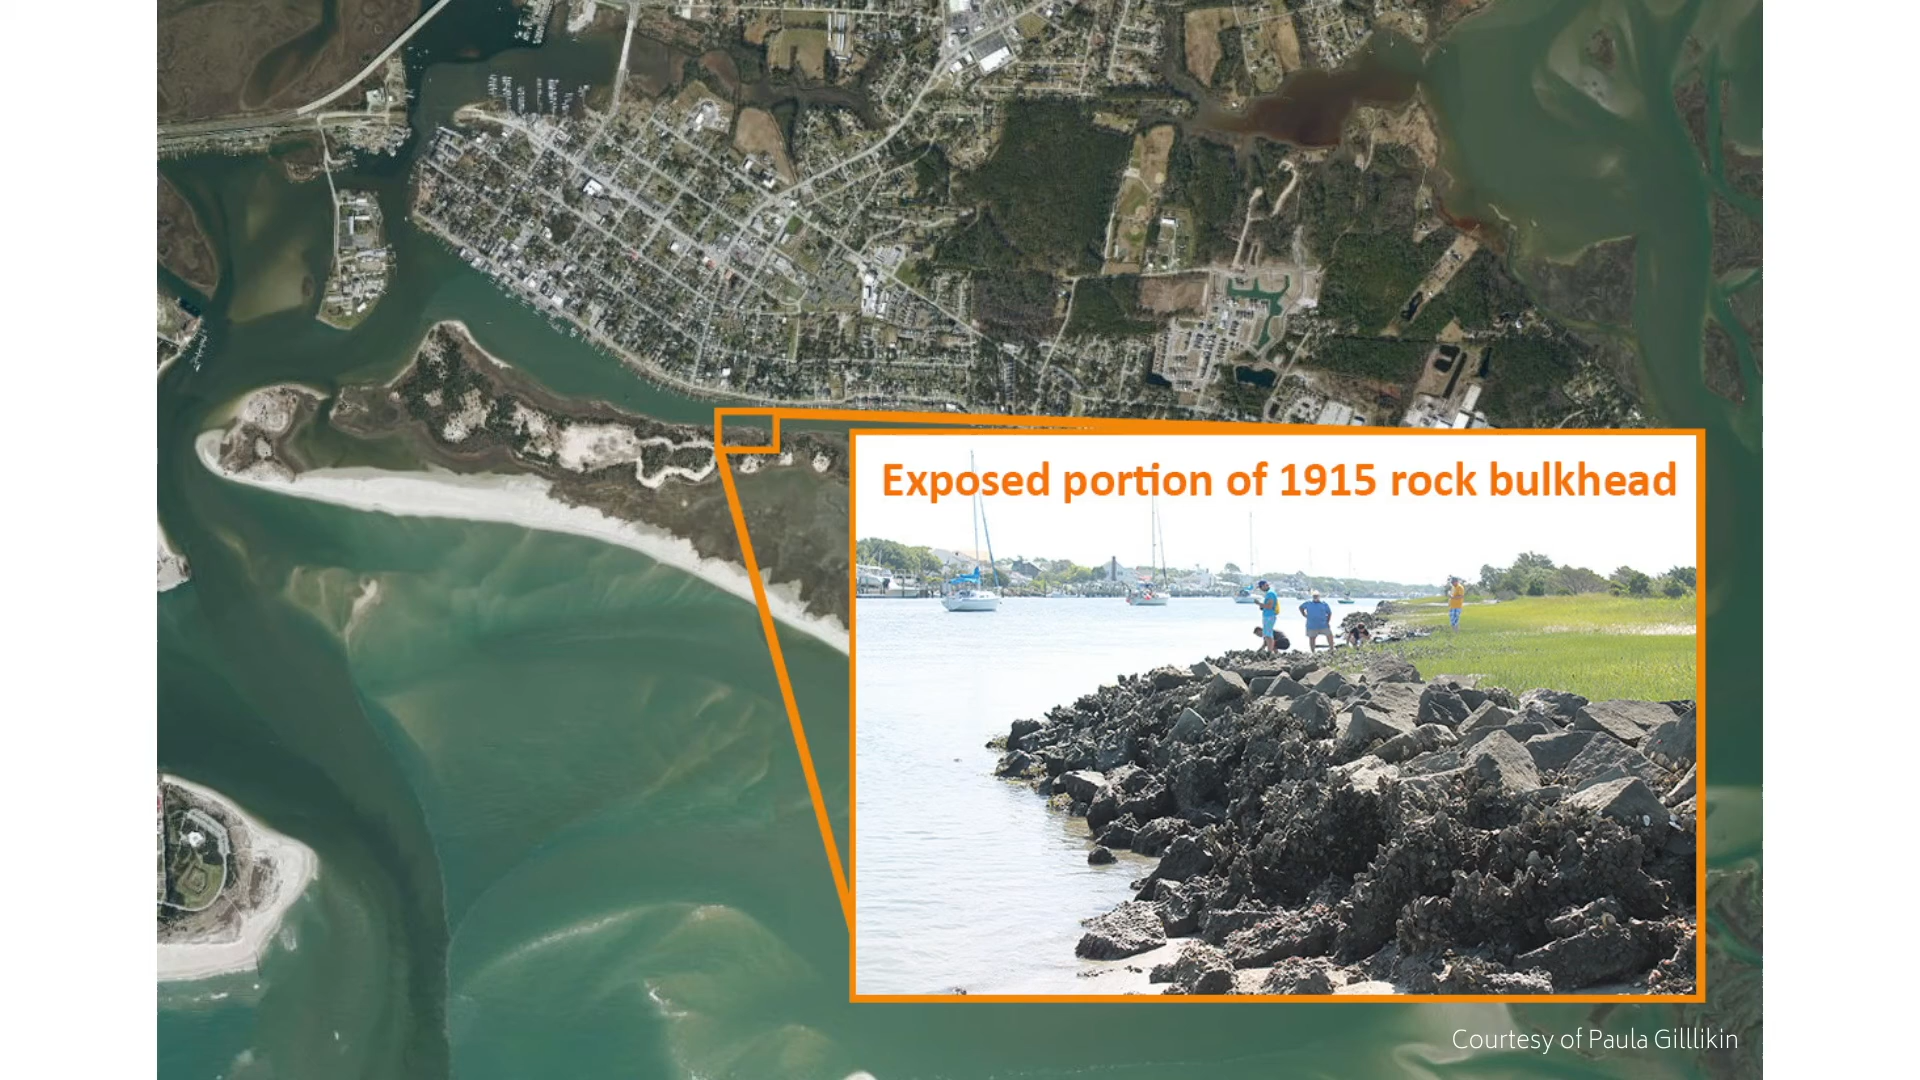 Exposed portion of 1915 rock bulkhead
Courtesy of Paula Gilllikin